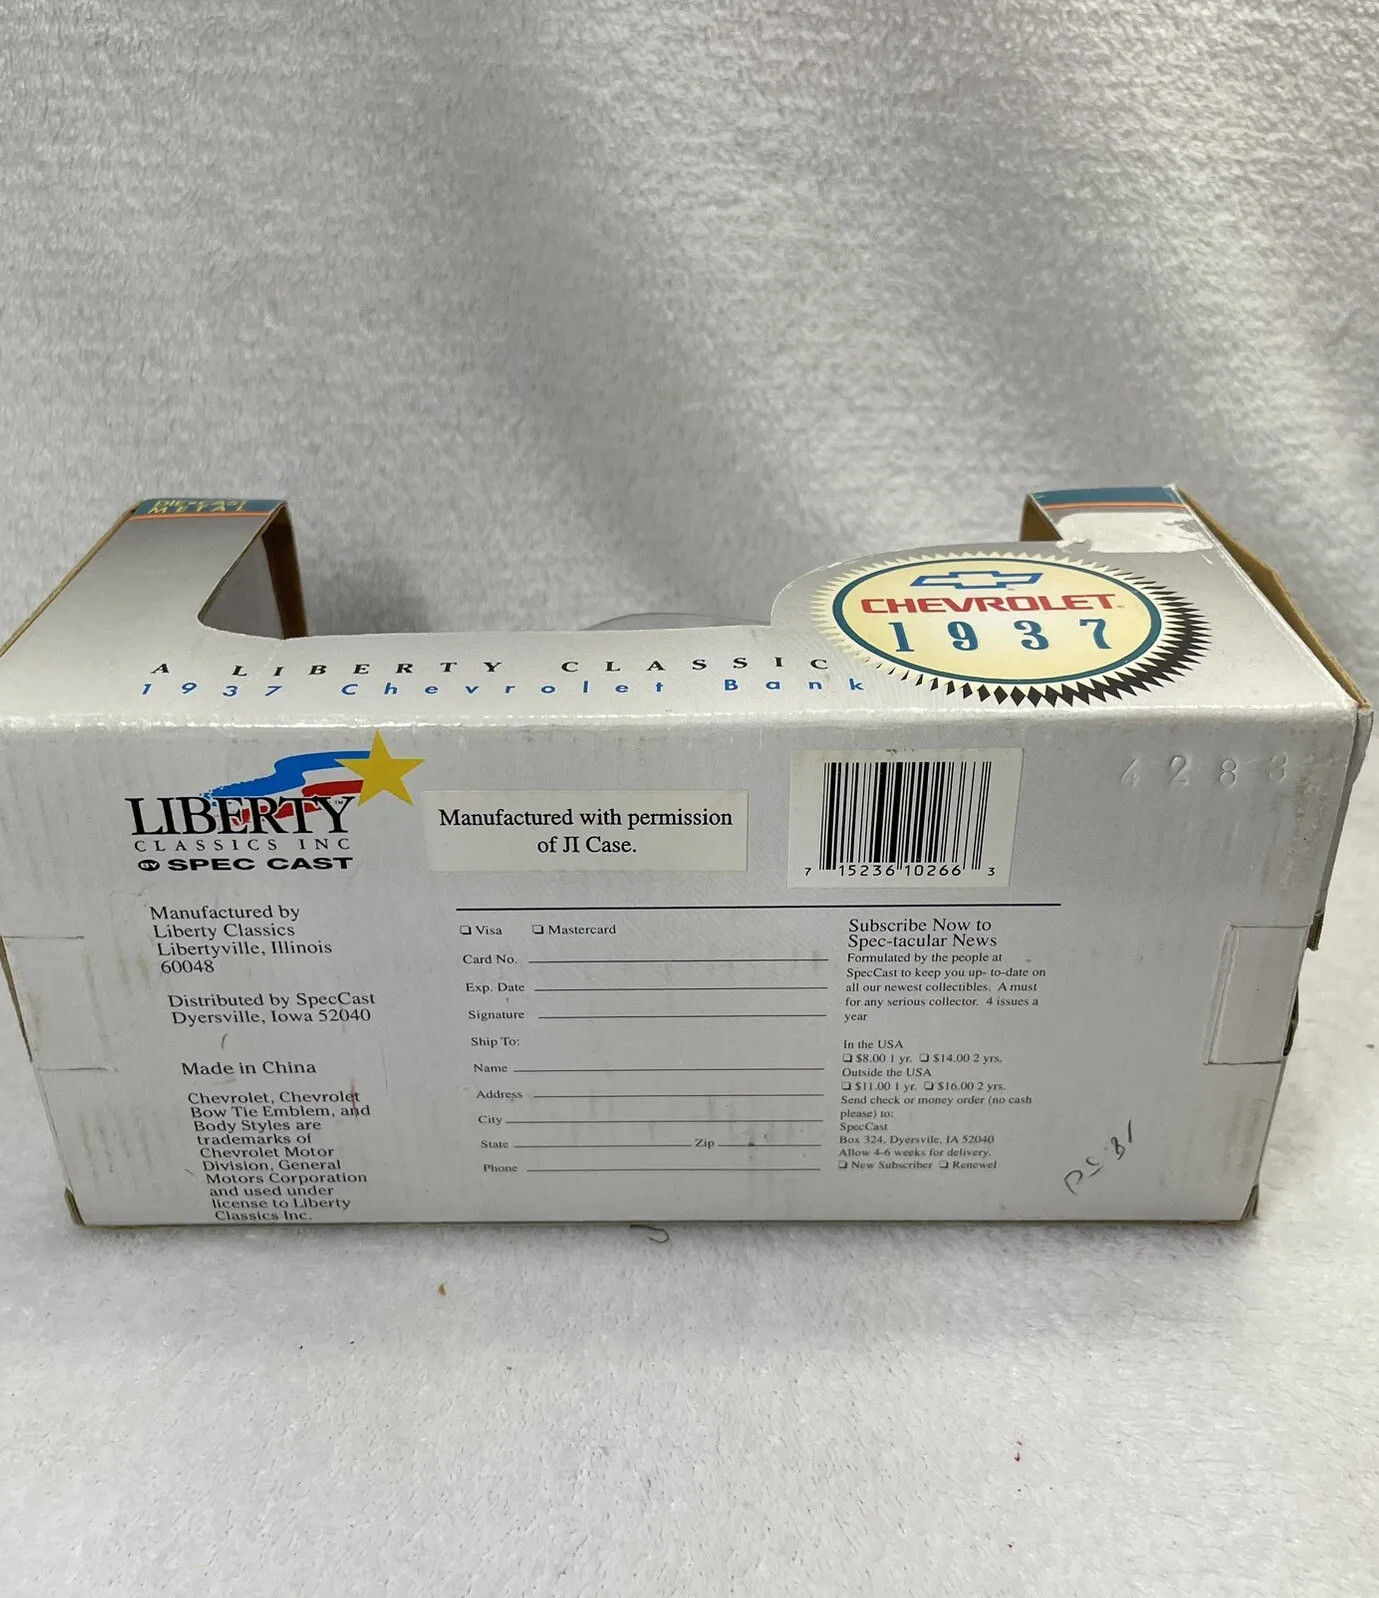 DIE-CAST
METAL
CHEVROLET
1937
A LIBERTY CLASSIC
1937 Chevrolet Bank
LIBERTY™
CLASSICS INC
BY SPEC CAST
Manufactured with permission
of JI Case.
7 15236 10266 3
4283
Manufactured by
Liberty Classics
Libertyville, Illinois
60048
Distributed by SpecCast
Dyersville, Iowa 52040
Made in China
Chevrolet, Chevrolet
Bow Tie Emblem, and
Body Styles are
trademarks of
Chevrolet Motor
Division, General
Motors Corporation
and used under
license to Liberty
Classics Inc.
❏ Visa ❏ Mastercard
Card No.
Exp. Date
Signature
Ship To:
Name
Address
City
State Zip
Phone
Subscribe Now to
Spec-tacular News
Formulated by the people at
SpecCast to keep you up- to-date on
all our newest collectibles. A must
for any serious collector. 4 issues a
year
In the USA
❏ $8.00 1 yr. ❏ $14.00 2 yrs.
Outside the USA
❏ $11.00 1 yr. ❏ $16.00 2 yrs.
Send check or money order (no cash
please) to:
SpecCast
Box 324, Dyersvile, IA 52040
Allow 4-6 weeks for delivery.
❏ New Subscriber ❏ Renewel